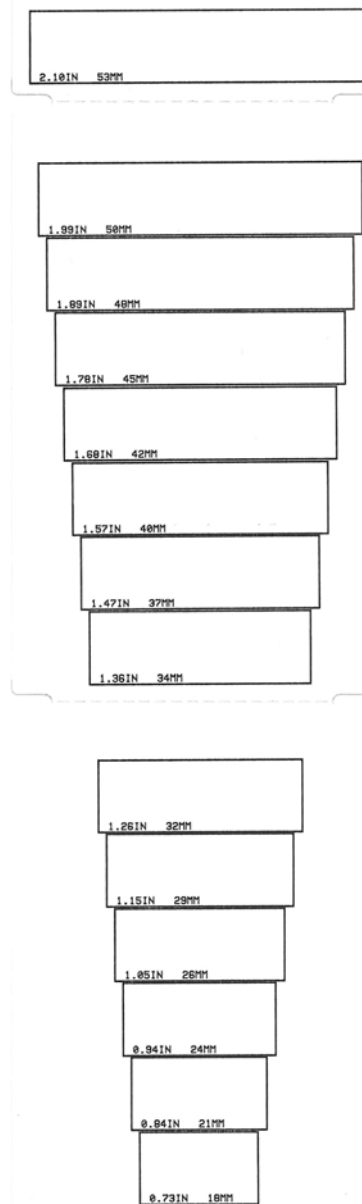 2.10IN 53MM
1.99IN 50MM
1.89IN 48MM
1.78IN 45MM
1.68IN 42MM
1.57IN 40MM
1.47IN 37MM
1.36IN 34MM
1.26IN 32MM
1.15IN 29MM
1.05IN 26MM
0.94IN 24MM
0.84IN 21MM
0.73IN 18MM